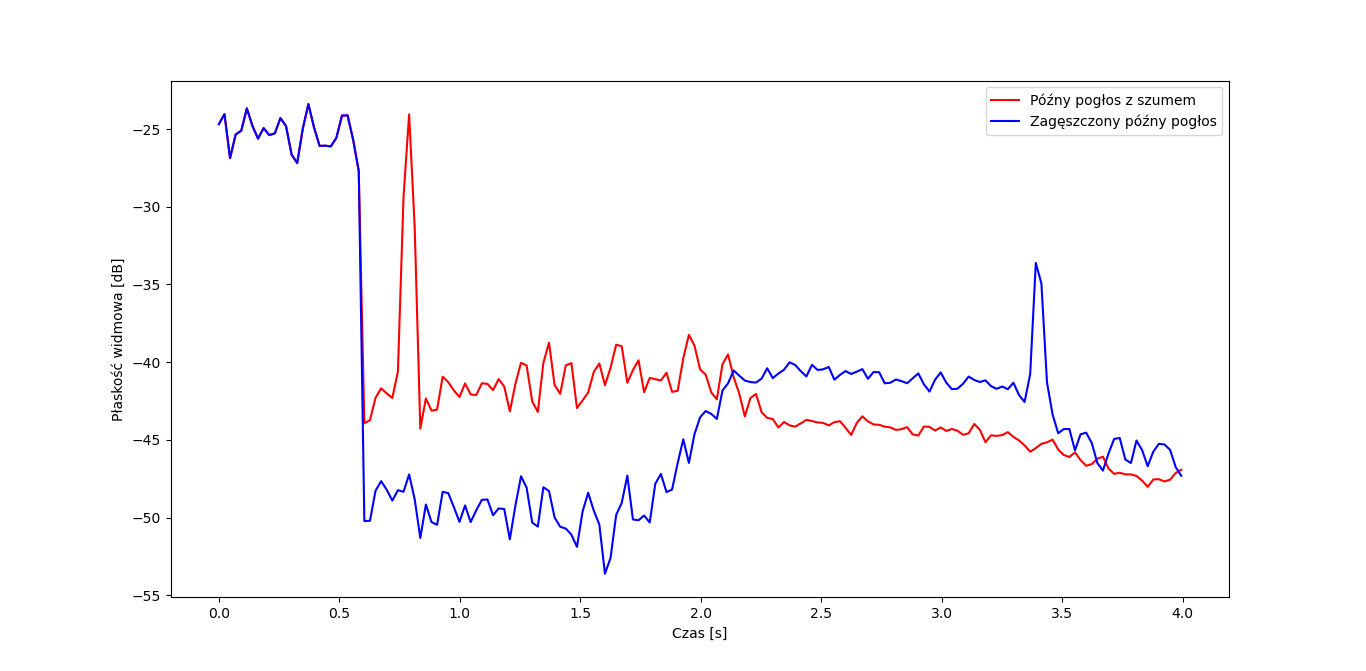 Późny pogłos z szumem
Zagęszczony późny pogłos
Płaskość widmowa [dB]
−25
−30
−35
−40
−45
−50
−55
0.0 0.5 1.0 1.5 2.0 2.5 3.0 3.5 4.0
Czas [s]